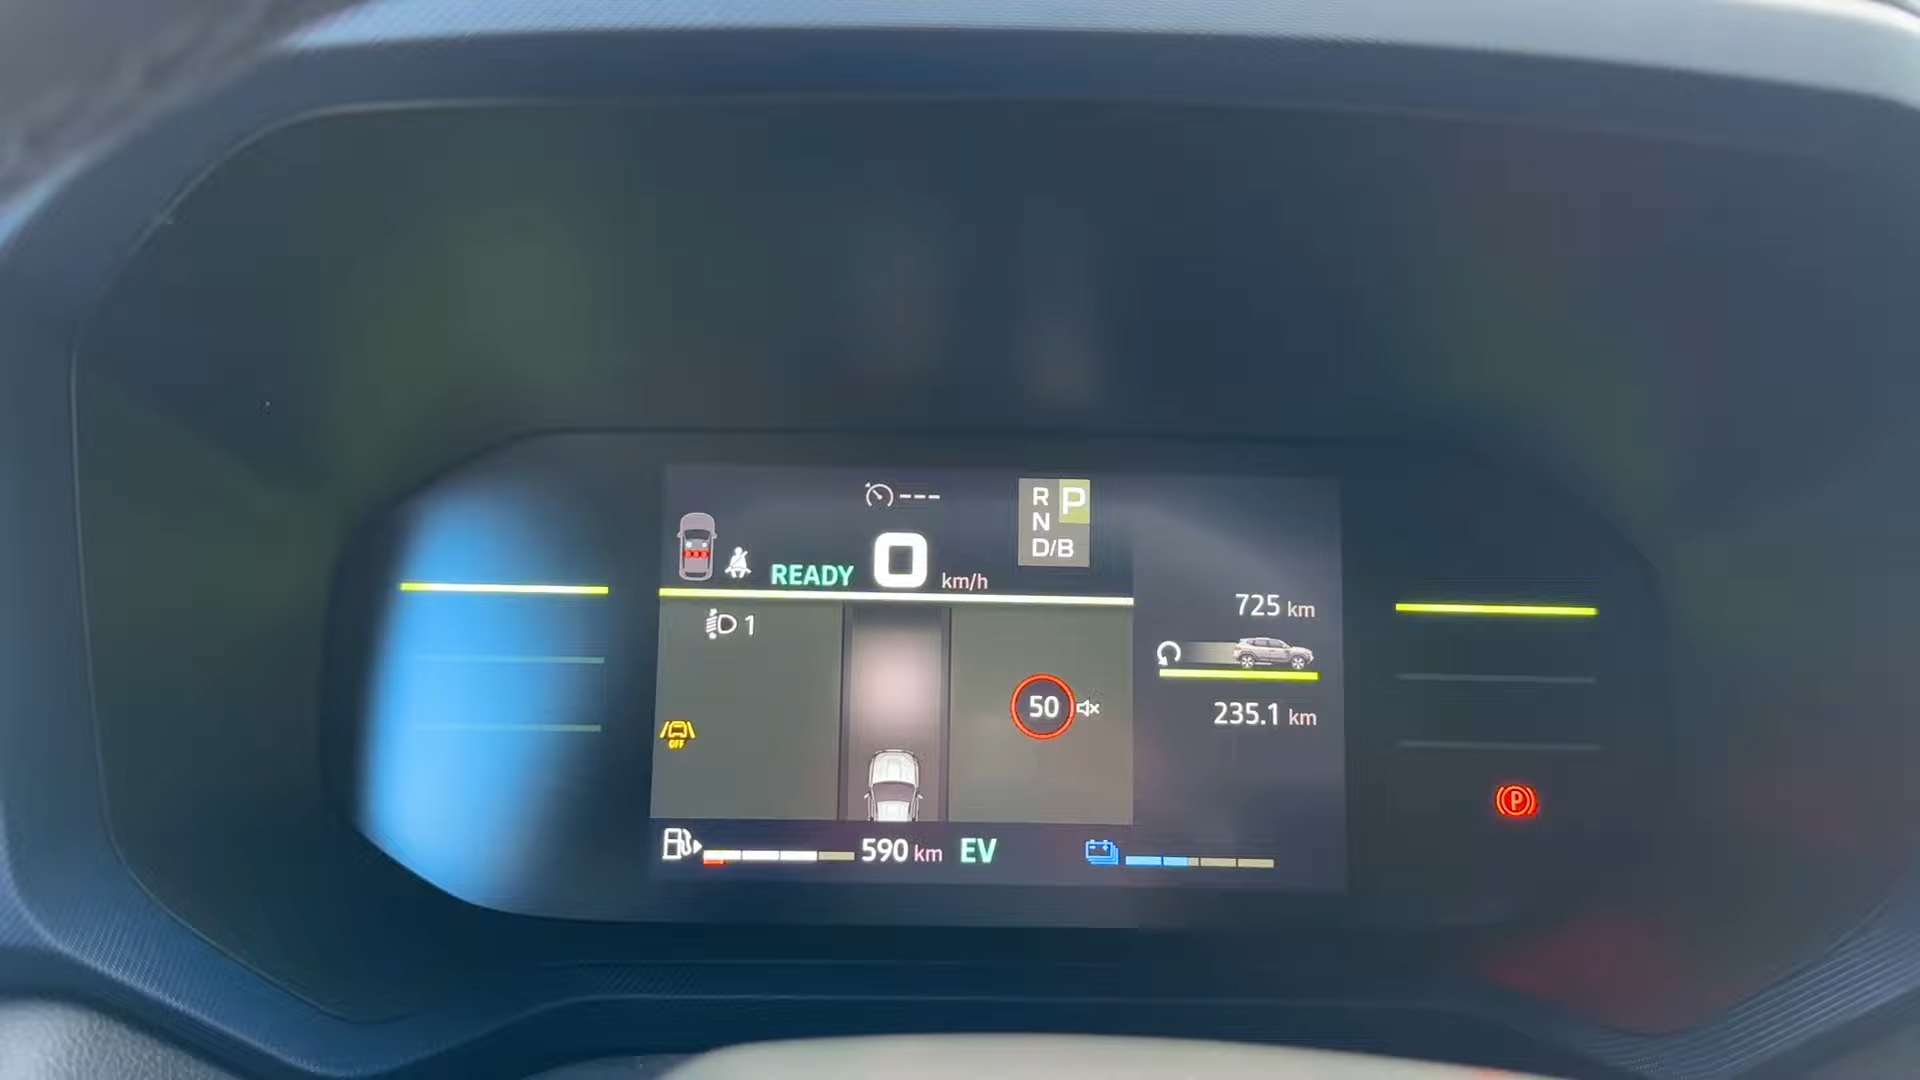 ---
R P
N
D/B
READY 0 km/h
1
725 km
50
OFF
235.1 km
590 km EV
P